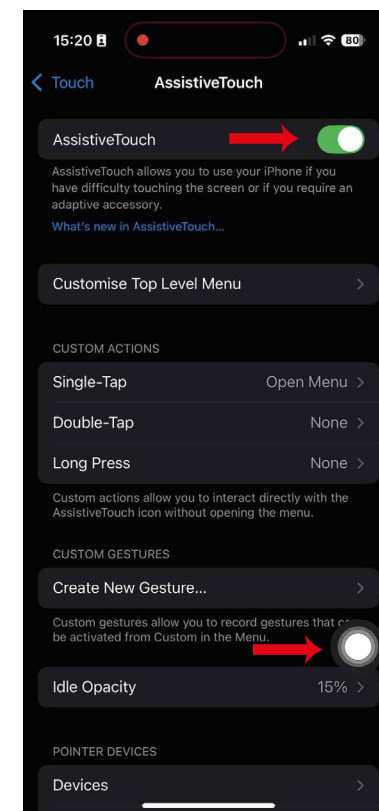 15:20
80
Touch
AssistiveTouch
AssistiveTouch
AssistiveTouch allows you to use your iPhone if you
have difficulty touching the screen or if you require an
adaptive accessory.
What's new in AssistiveTouch...
Customise Top Level Menu
CUSTOM ACTIONS
Single-Tap
Open Menu
Double-Tap
None
Long Press
None
Custom actions allow you to interact directly with the
AssistiveTouch icon without opening the menu.
CUSTOM GESTURES
Create New Gesture...
Custom gestures allow you to record gestures that
be activated from Custom in the Menu.
Idle Opacity
15%
POINTER DEVICES
Devices